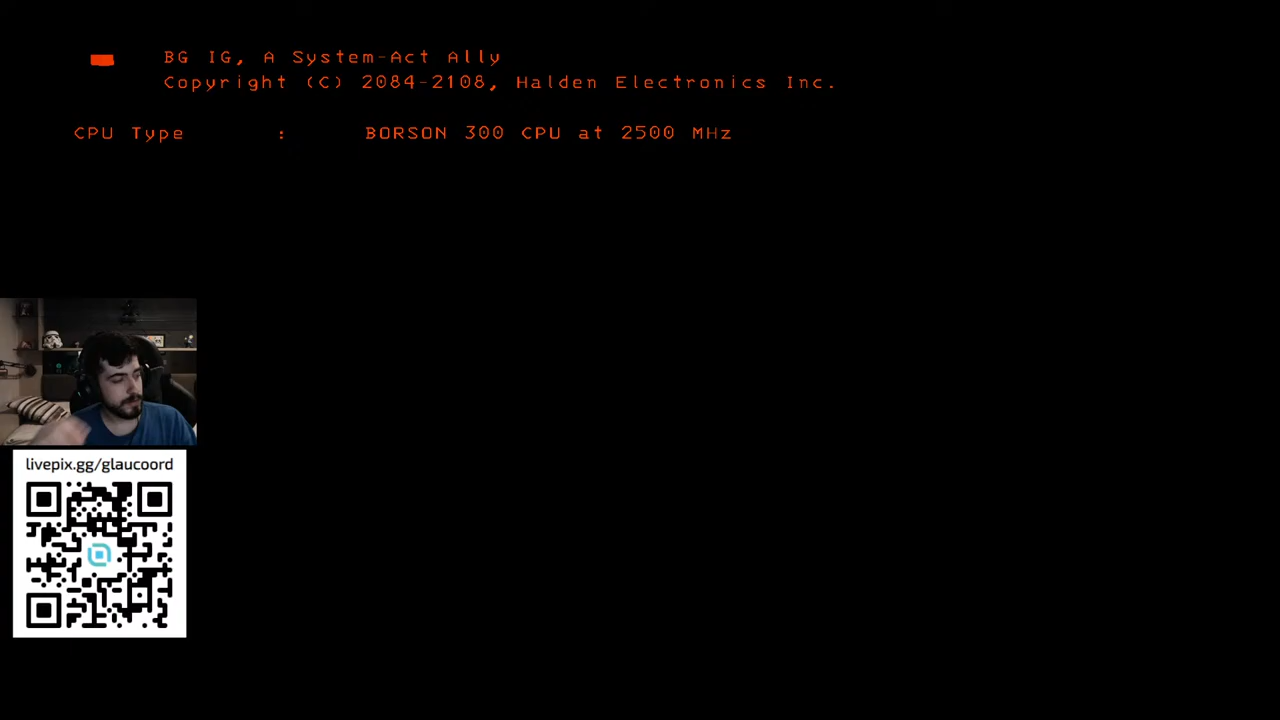 BG IG, A System-Act Ally
Copyright (C) 2084-2108, Halden Electronics Inc.
CPU Type : BORSON 300 CPU at 2500 MHz
livepix.gg/glaucoord